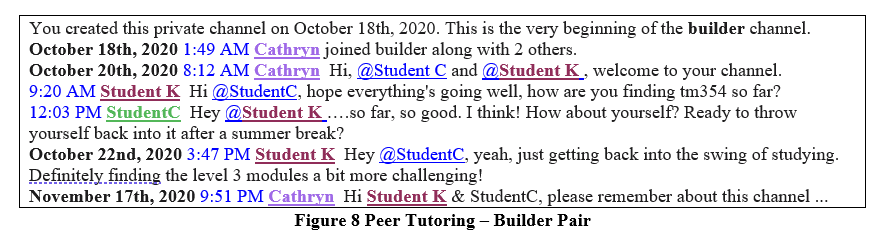 You created this private channel on October 18th, 2020. This is the very beginning of the builder channel.
October 18th, 2020 1:49 AM Cathryn joined builder along with 2 others.
October 20th, 2020 8:12 AM Cathryn Hi, @Student C and @Student K , welcome to your channel.
9:20 AM Student K Hi @StudentC, hope everything's going well, how are you finding tm354 so far?
12:03 PM StudentC Hey @Student K ….so far, so good. I think! How about yourself? Ready to throw
yourself back into it after a summer break?
October 22nd, 2020 3:47 PM Student K Hey @StudentC, yeah, just getting back into the swing of studying.
Definitely finding the level 3 modules a bit more challenging!
November 17th, 2020 9:51 PM Cathryn Hi Student K & StudentC, please remember about this channel ...
Figure 8 Peer Tutoring – Builder Pair